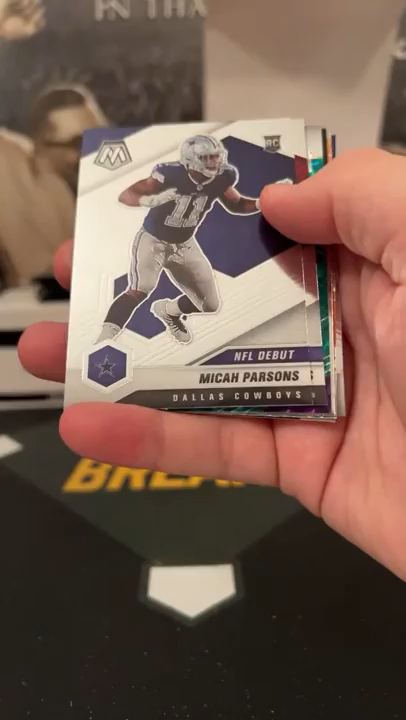 IN THA
M
RC
11
NFL DEBUT
MICAH PARSONS
DALLAS COWBOYS
BREA